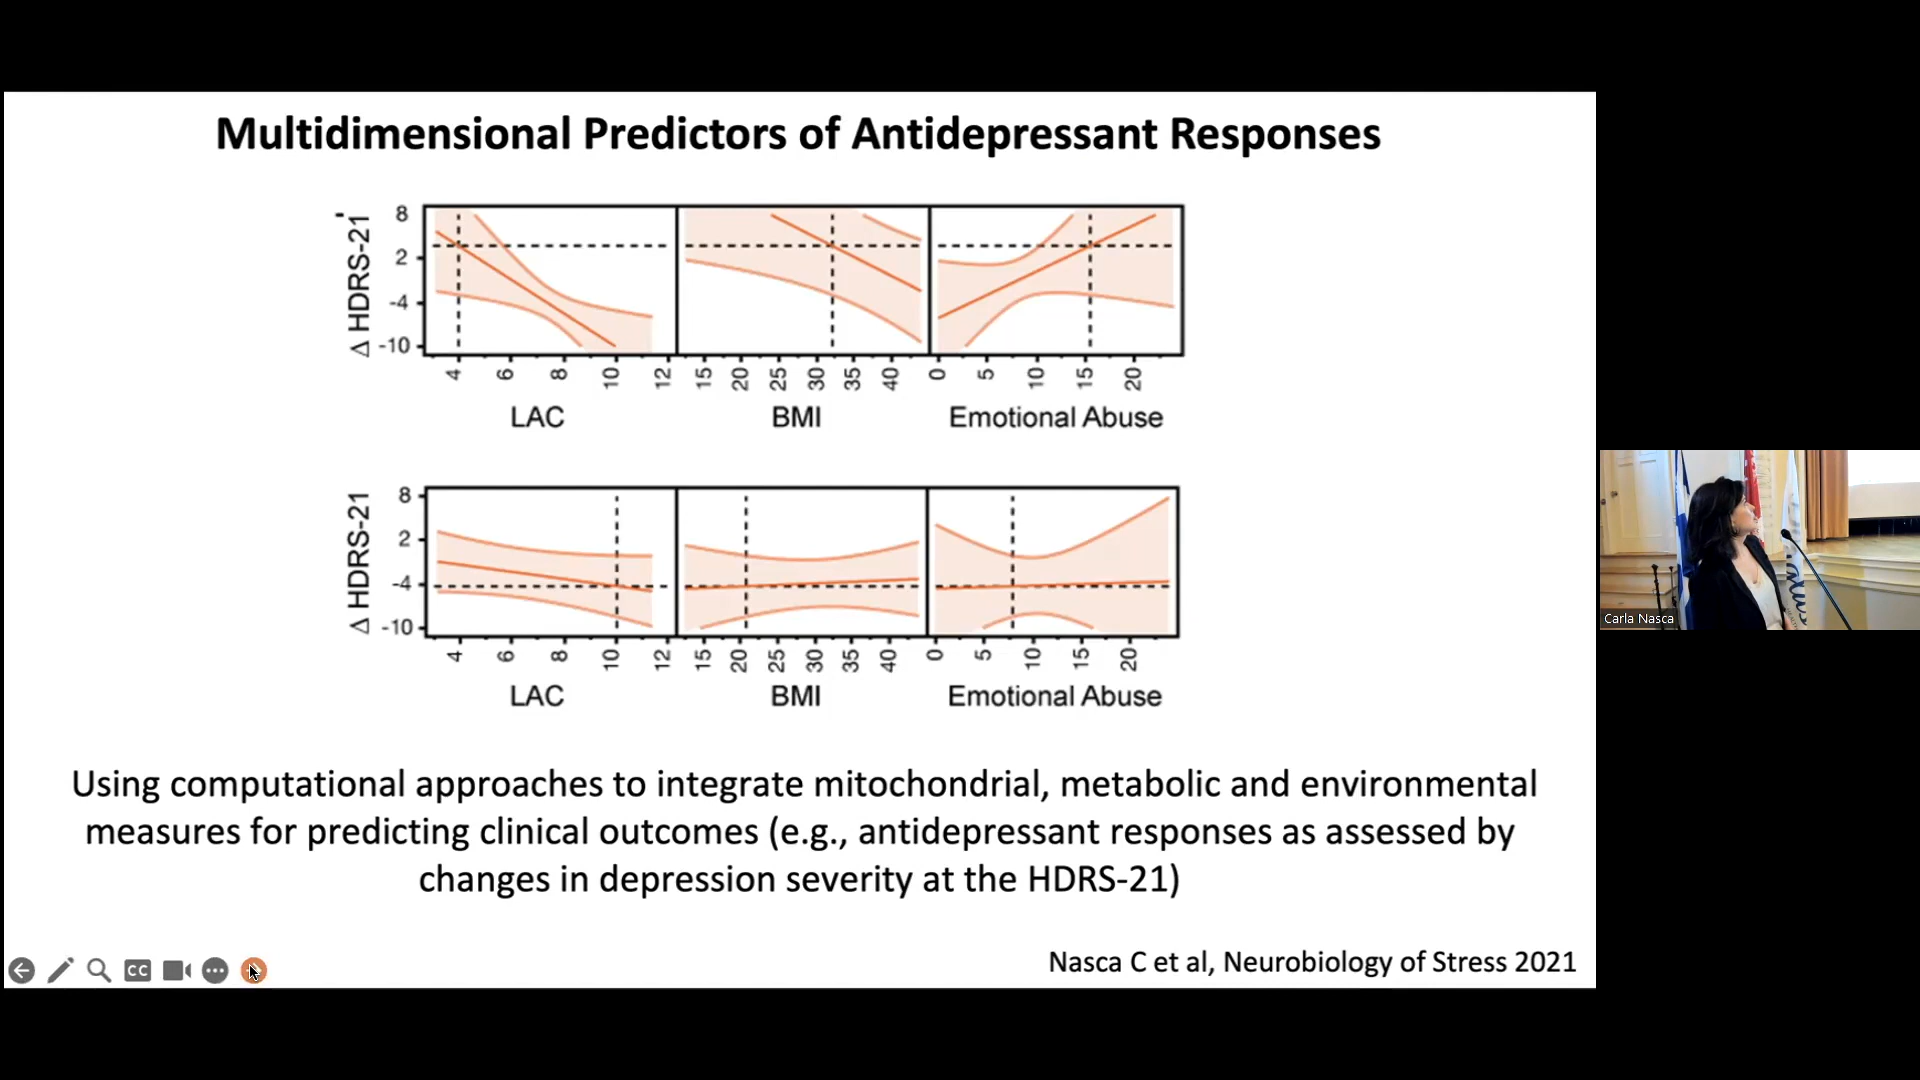 Multidimensional Predictors of Antidepressant Responses
Δ HDRS-21
8
2
-4
-10
4 6 8 10 12 15 20 25 30 35 40 0 5 10 15 20
LAC BMI Emotional Abuse
Δ HDRS-21
8
2
-4
-10
4 6 8 10 12 15 20 25 30 35 40 0 5 10 15 20
LAC BMI Emotional Abuse
Using computational approaches to integrate mitochondrial, metabolic and environmental
measures for predicting clinical outcomes (e.g., antidepressant responses as assessed by
changes in depression severity at the HDRS-21)
Nasca C et al, Neurobiology of Stress 2021
CC
Carla Nasca